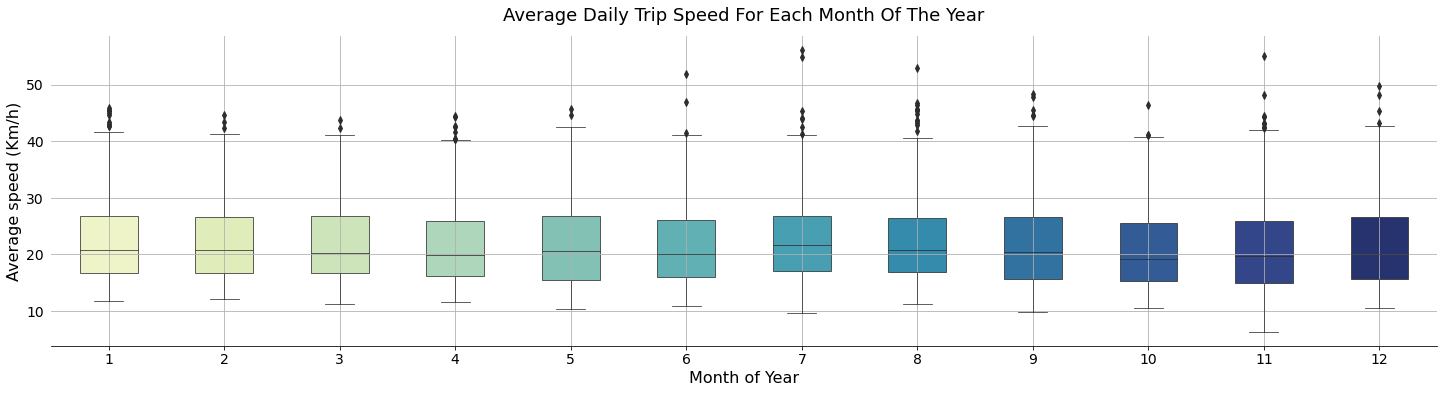 Average Daily Trip Speed For Each Month Of The Year
Average speed (Km/h)
50
40
30
20
10
1 2 3 4 5 6 7 8 9 10 11 12
Month of Year